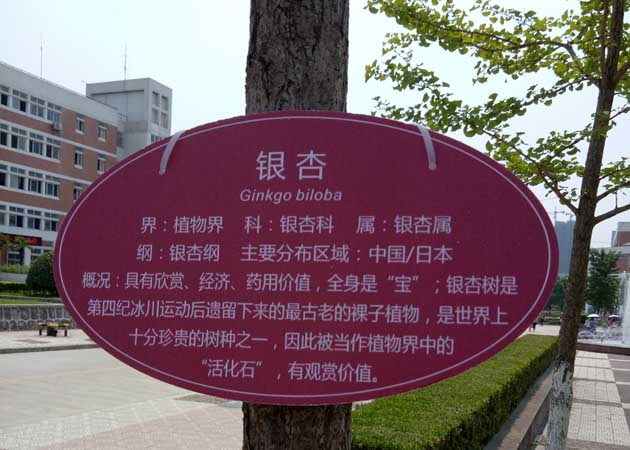 银杏
Ginkgo biloba
界：植物界 科：银杏科 属：银杏属
纲：银杏纲 主要分布区域：中国/日本
概况：具有欣赏、经济、药用价值，全身是“宝”；银杏树是
第四纪冰川运动后遗留下来的最古老的裸子植物，是世界上
十分珍贵的树种之一，因此被当作植物界中的
“活化石”，有观赏价值。